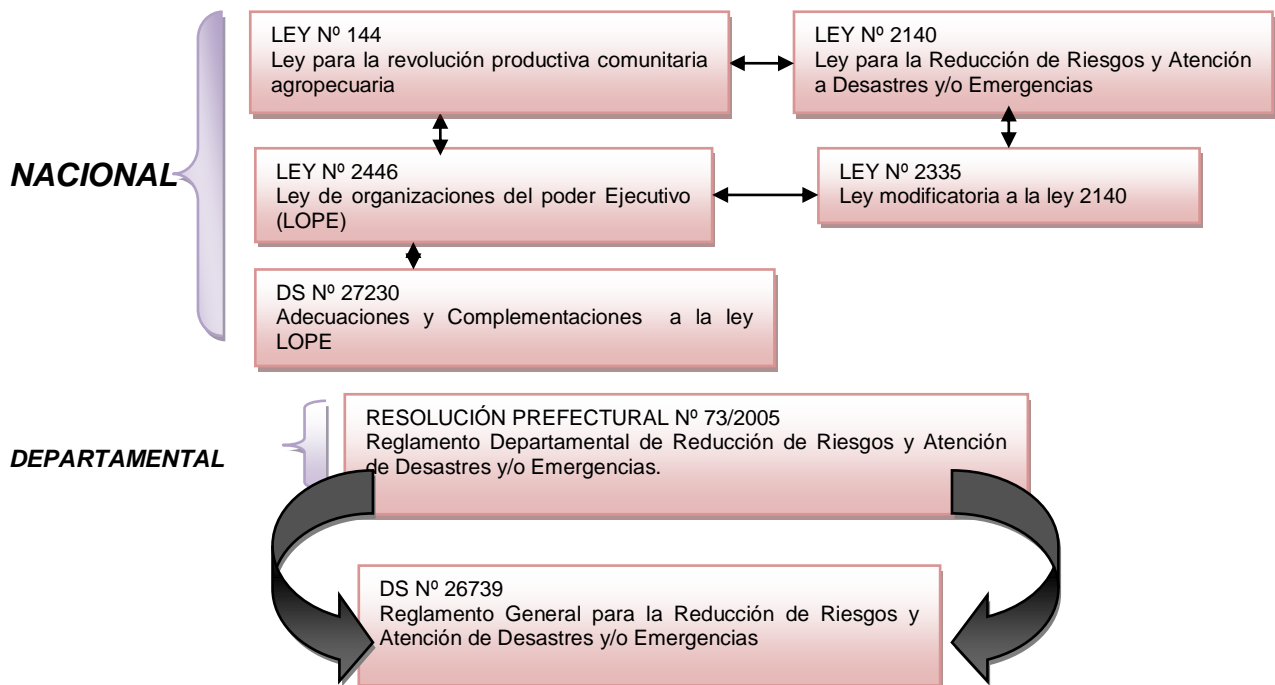 LEY Nº 144
Ley para la revolución productiva comunitaria
agropecuaria
LEY Nº 2140
Ley para la Reducción de Riesgos y Atención
a Desastres y/o Emergencias
NACIONAL
LEY Nº 2446
Ley de organizaciones del poder Ejecutivo
(LOPE)
LEY Nº 2335
Ley modificatoria a la ley 2140
DS Nº 27230
Adecuaciones y Complementaciones a la ley
LOPE
DEPARTAMENTAL
RESOLUCIÓN PREFECTURAL Nº 73/2005
Reglamento Departamental de Reducción de Riesgos y Atención
de Desastres y/o Emergencias.
DS Nº 26739
Reglamento General para la Reducción de Riesgos y
Atención de Desastres y/o Emergencias